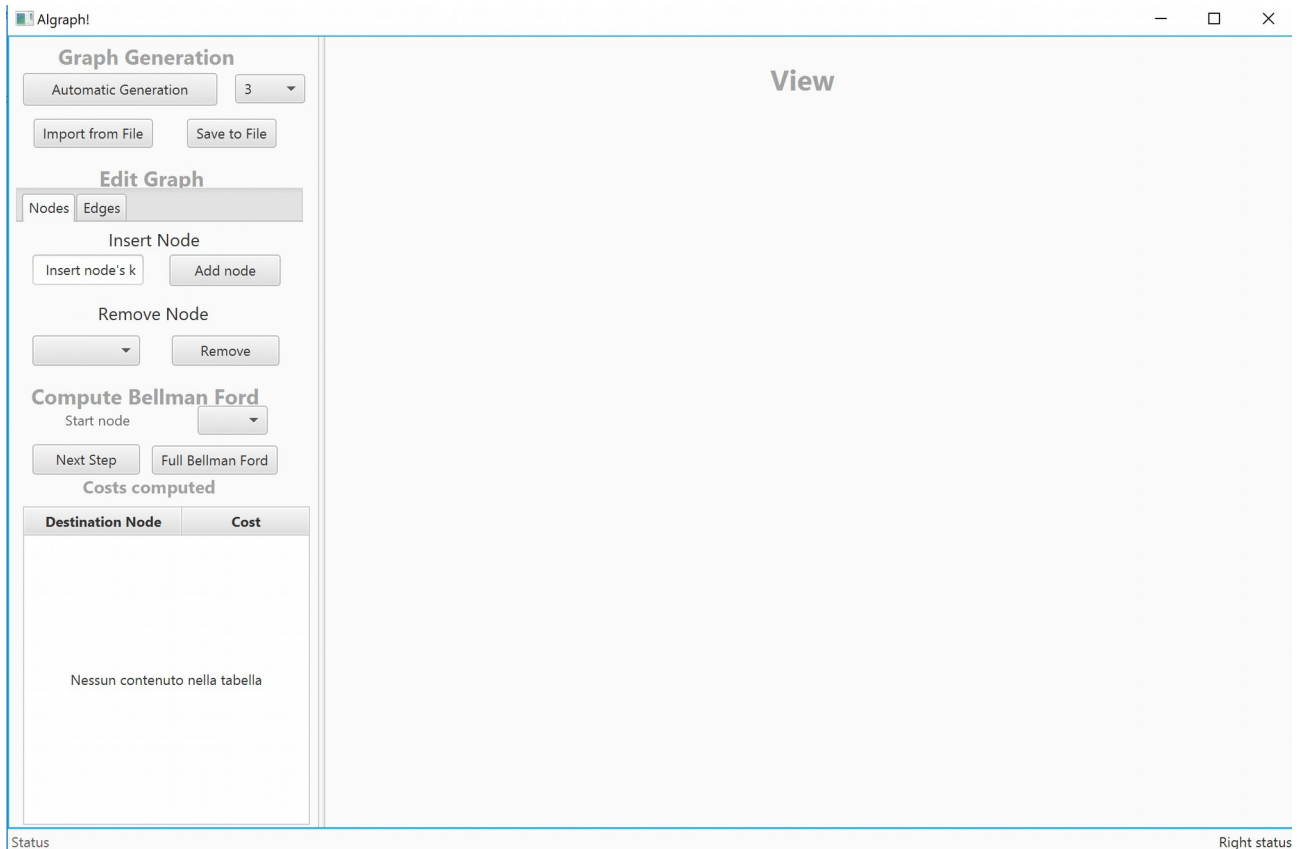 Algraph!
Graph Generation
View
Automatic Generation
3
Import from File
Save to File
Edit Graph
Nodes
Edges
Insert Node
Insert node's k
Add node
Remove Node
Remove
Compute Bellman Ford
Start node
Next Step
Full Bellman Ford
Costs computed
Destination Node
Cost
Nessun contenuto nella tabella
Status
Right status